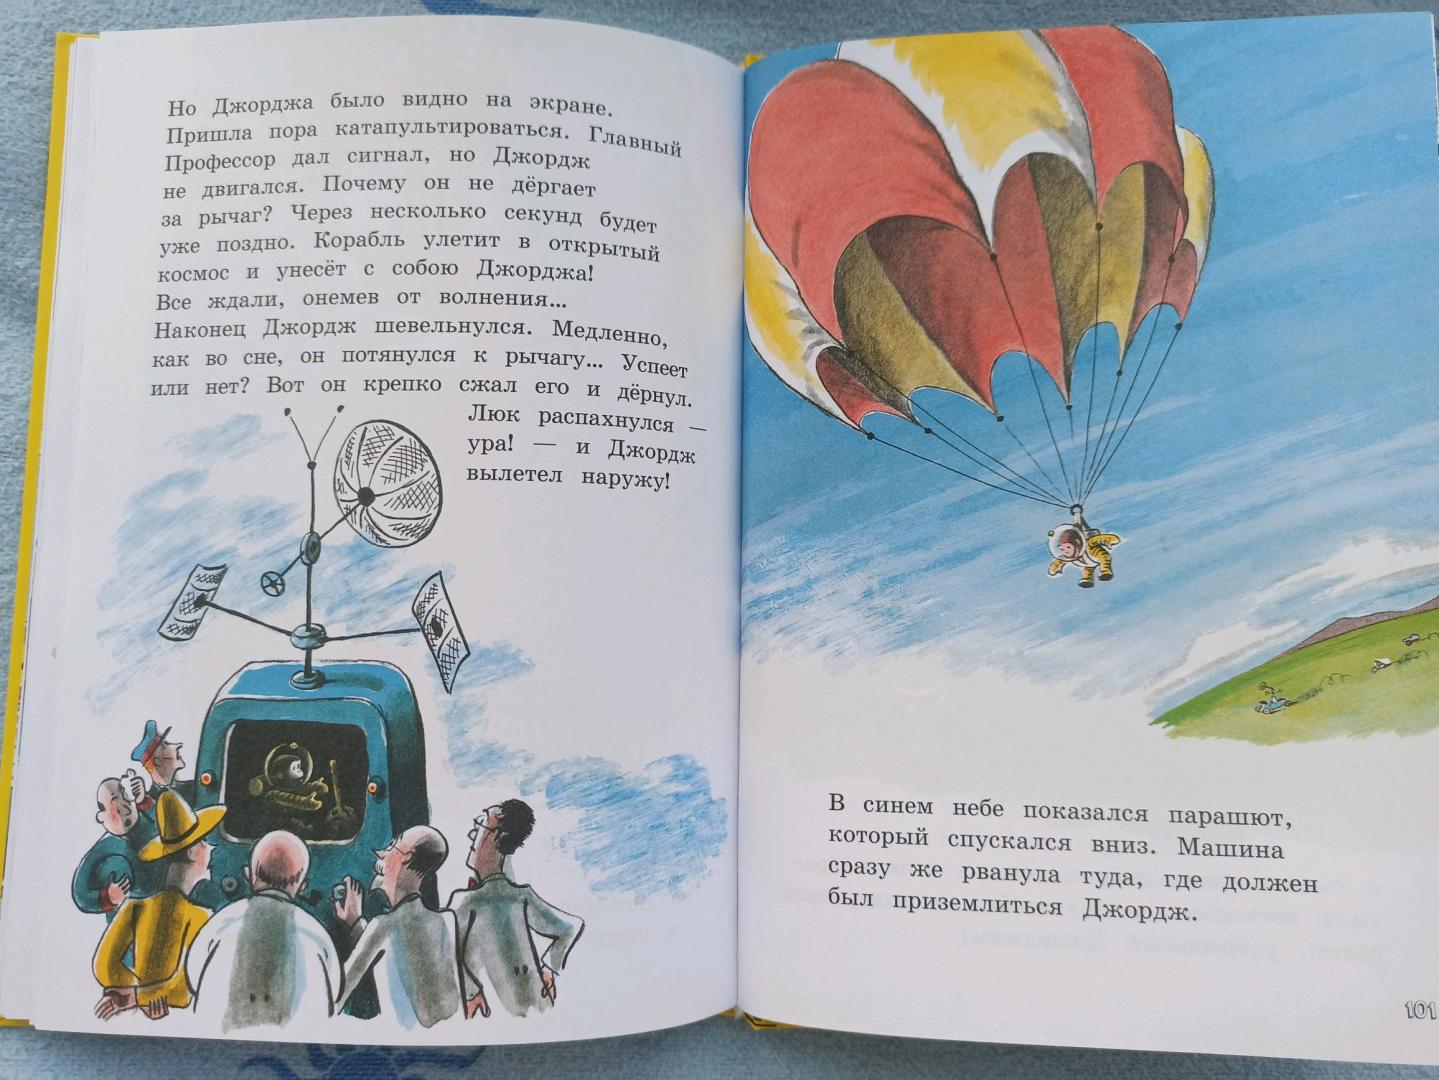 Но Джорджа было видно на экране.
Пришла пора катапультироваться. Главный
Профессор дал сигнал, но Джордж
не двигался. Почему он не дёргает
за рычаг? Через несколько секунд будет
уже поздно. Корабль улетит в открытый
космос и унесёт с собою Джорджа!
Все ждали, онемев от волнения...
Наконец Джордж шевельнулся. Медленно,
как во сне, он потянулся к рычагу... Успеет
или нет? Вот он крепко сжал его и дёрнул.
Люк распахнулся —
ура! — и Джордж
вылетел наружу!
В синем небе показался парашют,
который спускался вниз. Машина
сразу же рванула туда, где должен
был приземлиться Джордж.
101